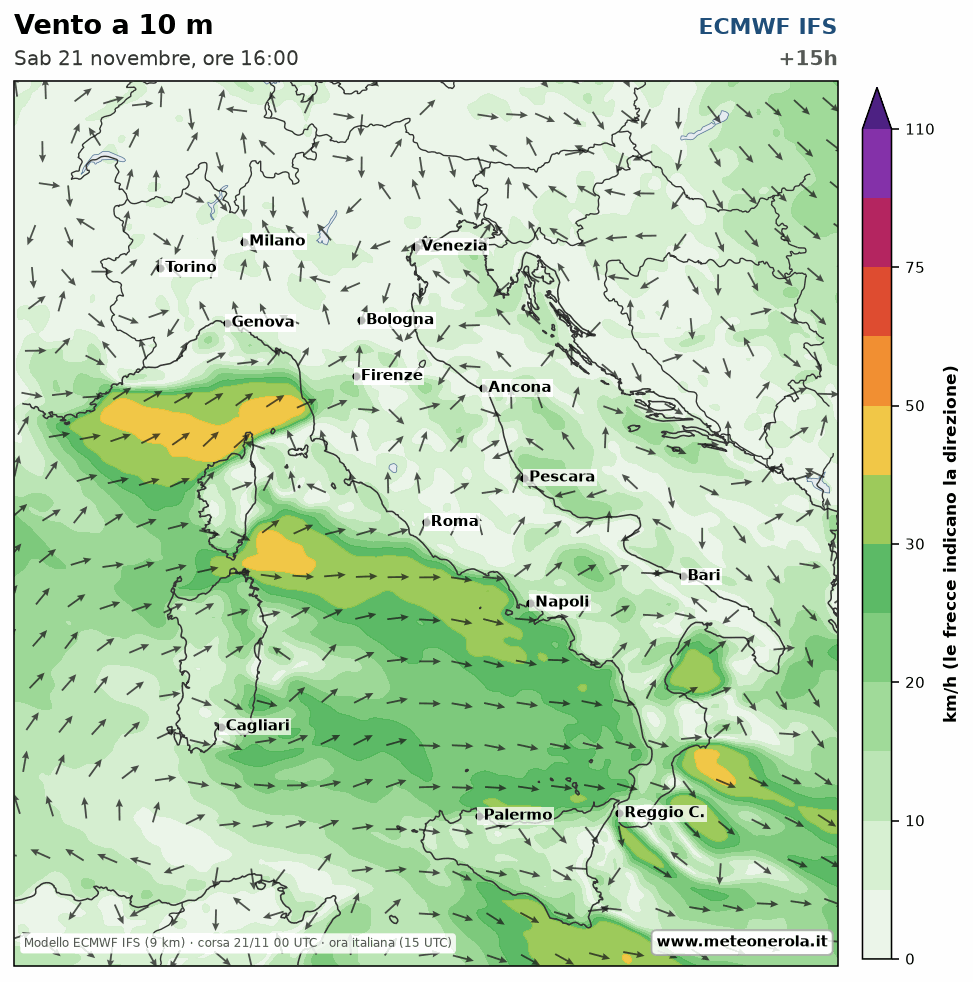 Vento a 10 m
ECMWF IFS
Sab 21 novembre, ore 16:00
+15h
110
75
50
30
20
10
0
km/h (le frecce indicano la direzione)
Milano
Venezia
Torino
Genova
Bologna
Firenze
Ancona
Pescara
Roma
Bari
Napoli
Cagliari
Palermo
Reggio C.
Modello ECMWF IFS (9 km) · corsa 21/11 00 UTC · ora italiana (15 UTC)
www.meteonerola.it